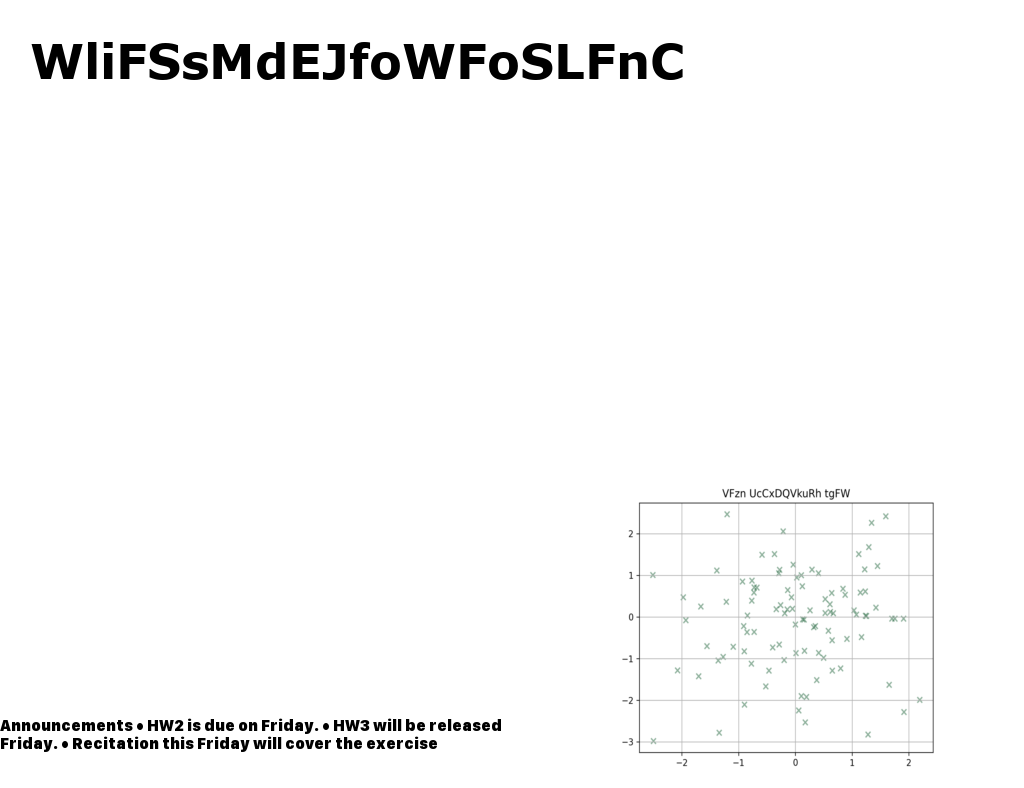 WliFSsMdEJfoWFoSLFnC
VFzn UcCxDQVkuRh tgFW
2
1
0
−1
−2
−3
−2 −1 0 1 2
Announcements • HW2 is due on Friday. • HW3 will be released
Friday. • Recitation this Friday will cover the exercise